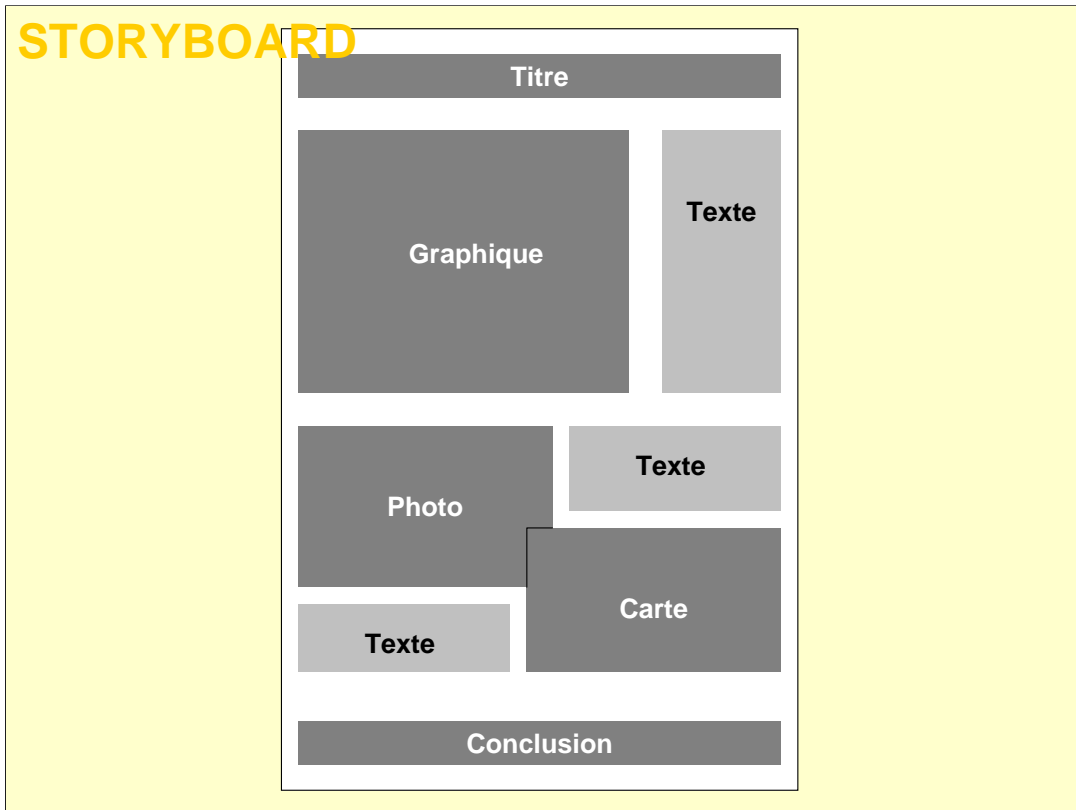 STORYBOARD
Titre
Graphique
Texte
Photo
Texte
Carte
Texte
Conclusion